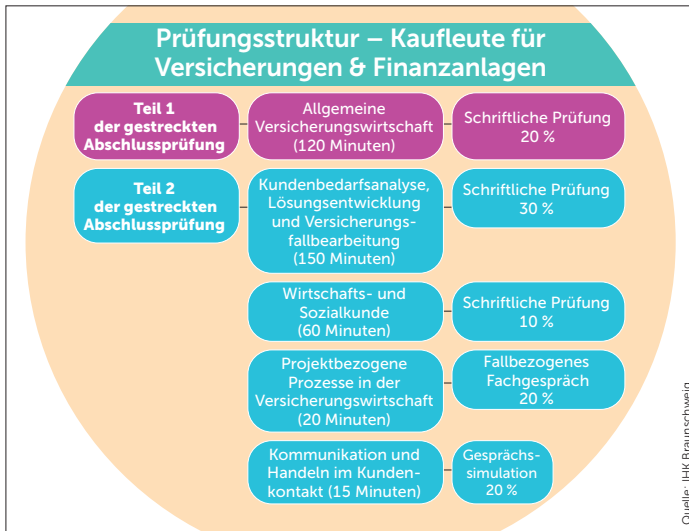 Prüfungsstruktur – Kaufleute für
Versicherungen & Finanzanlagen
Teil 1
der gestreckten
Abschlussprüfung
Allgemeine
Versicherungswirtschaft
(120 Minuten)
Schriftliche Prüfung
20 %
Teil 2
der gestreckten
Abschlussprüfung
Kundenbedarfsanalyse,
Lösungsentwicklung
und Versicherungs-
fallbearbeitung
(150 Minuten)
Schriftliche Prüfung
30 %
Wirtschafts- und
Sozialkunde
(60 Minuten)
Schriftliche Prüfung
10 %
Projektbezogene
Prozesse in der
Versicherungswirtschaft
(20 Minuten)
Fallbezogenes
Fachgespräch
20 %
Kommunikation und
Handeln im Kunden-
kontakt (15 Minuten)
Gesprächs-
simulation
20 %
Quelle: IHK Braunschweig